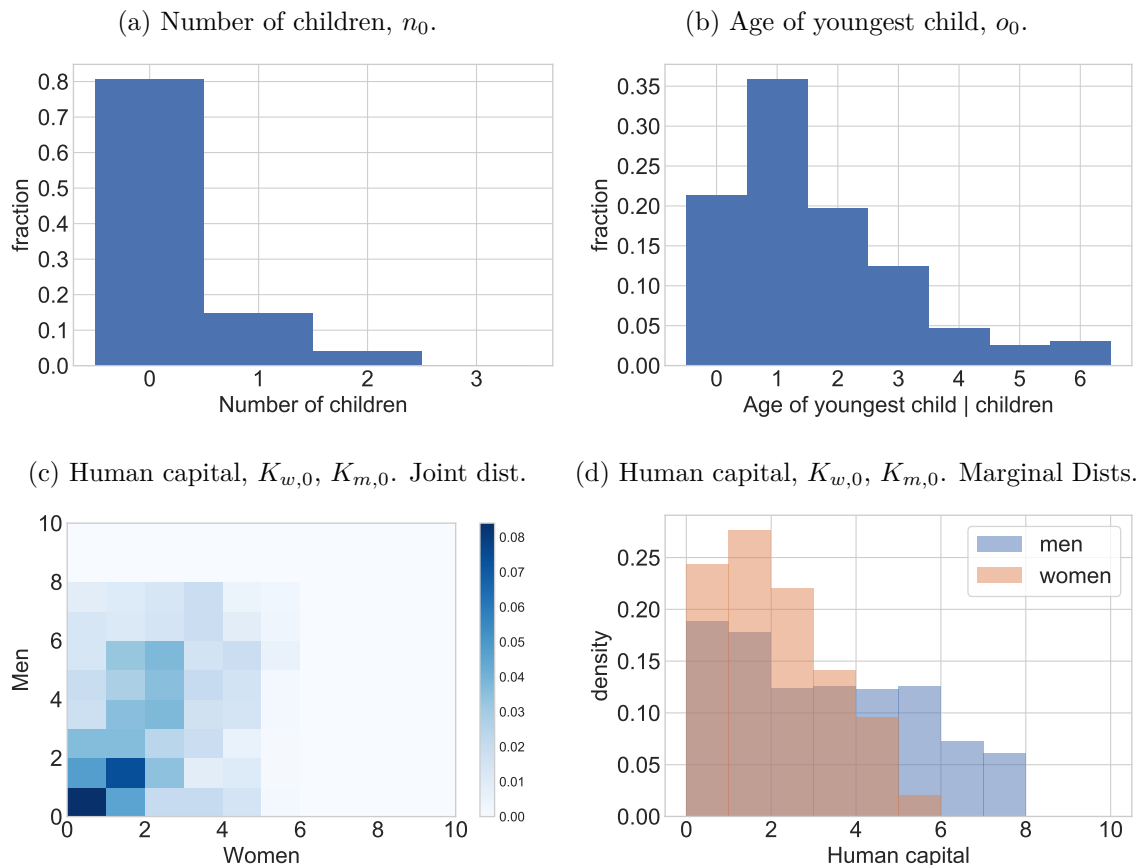 (a) Number of children, n₀.
0.8
0.7
0.6
0.5
0.4
0.3
0.2
0.1
0.0
fraction
0 1 2 3
Number of children
(b) Age of youngest child, o₀.
0.35
0.30
0.25
0.20
0.15
0.10
0.05
0.00
fraction
0 1 2 3 4 5 6
Age of youngest child | children
(c) Human capital, K_{w,0}, K_{m,0}. Joint dist.
10
8
6
4
2
0
Men
0 2 4 6 8 10
Women
0.08
0.07
0.06
0.05
0.04
0.03
0.02
0.01
0.00
(d) Human capital, K_{w,0}, K_{m,0}. Marginal Dists.
men
women
0.25
0.20
0.15
0.10
0.05
0.00
density
0 2 4 6 8 10
Human capital